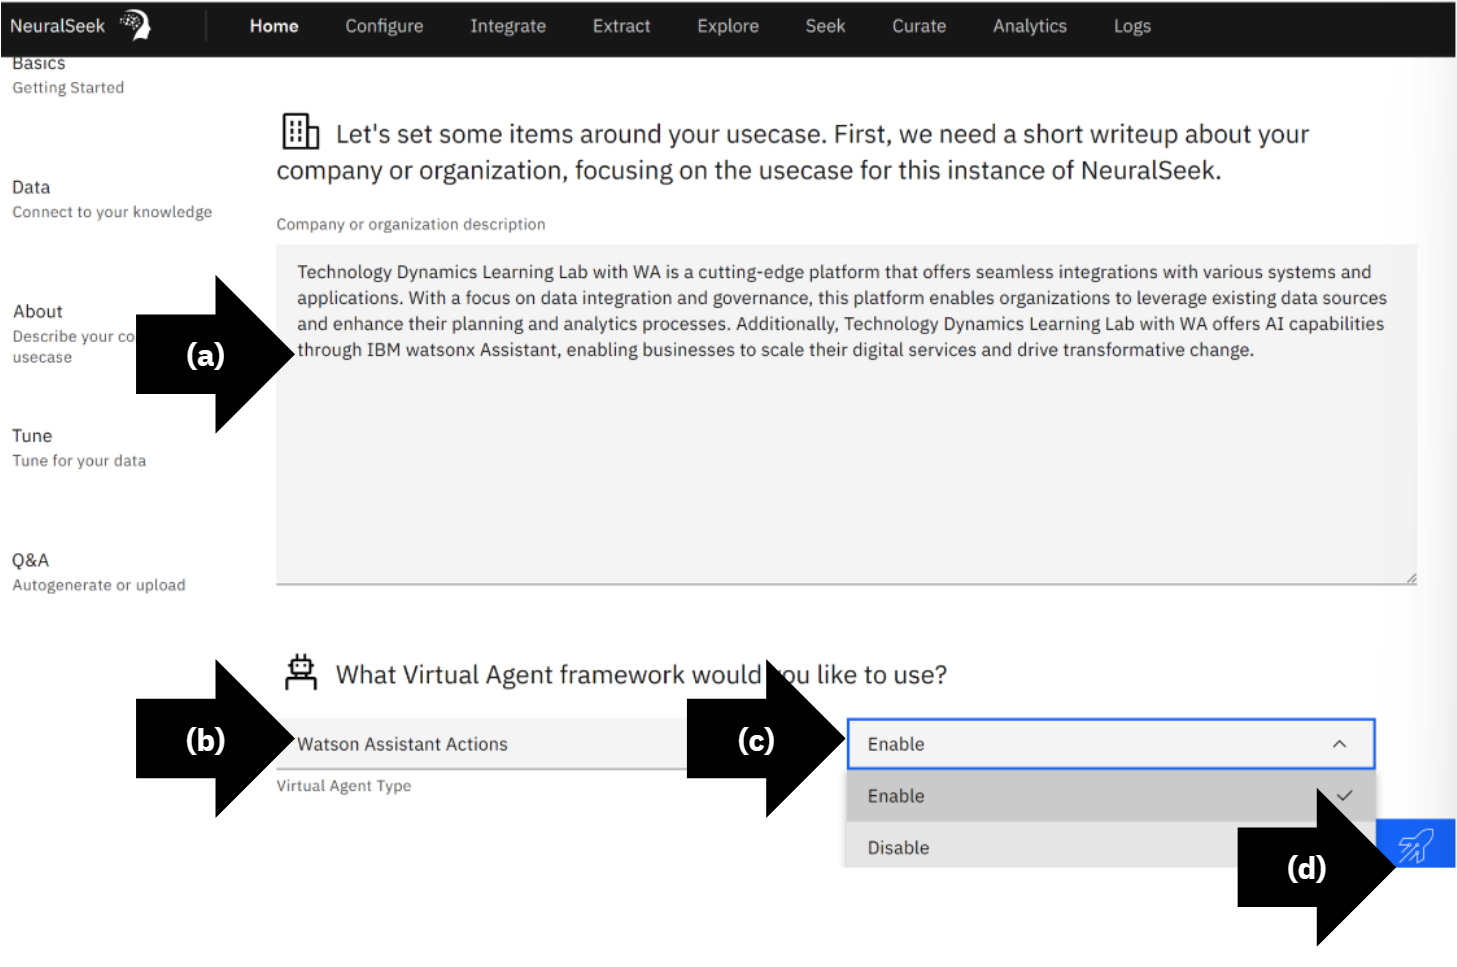 NeuralSeek
Home Configure Integrate Extract Explore Seek Curate Analytics Logs
Basics
Getting Started
Data
Connect to your knowledge
About
Describe your co
usecase
Tune
Tune for your data
Q&A
Autogenerate or upload
Let's set some items around your usecase. First, we need a short writeup about your
company or organization, focusing on the usecase for this instance of NeuralSeek.
Company or organization description
Technology Dynamics Learning Lab with WA is a cutting-edge platform that offers seamless integrations with various systems and
applications. With a focus on data integration and governance, this platform enables organizations to leverage existing data sources
and enhance their planning and analytics processes. Additionally, Technology Dynamics Learning Lab with WA offers AI capabilities
through IBM watsonx Assistant, enabling businesses to scale their digital services and drive transformative change.
(a)
What Virtual Agent framework would you like to use?
(b)
Watson Assistant Actions
Virtual Agent Type
(c)
Enable
Enable
Disable
(d)